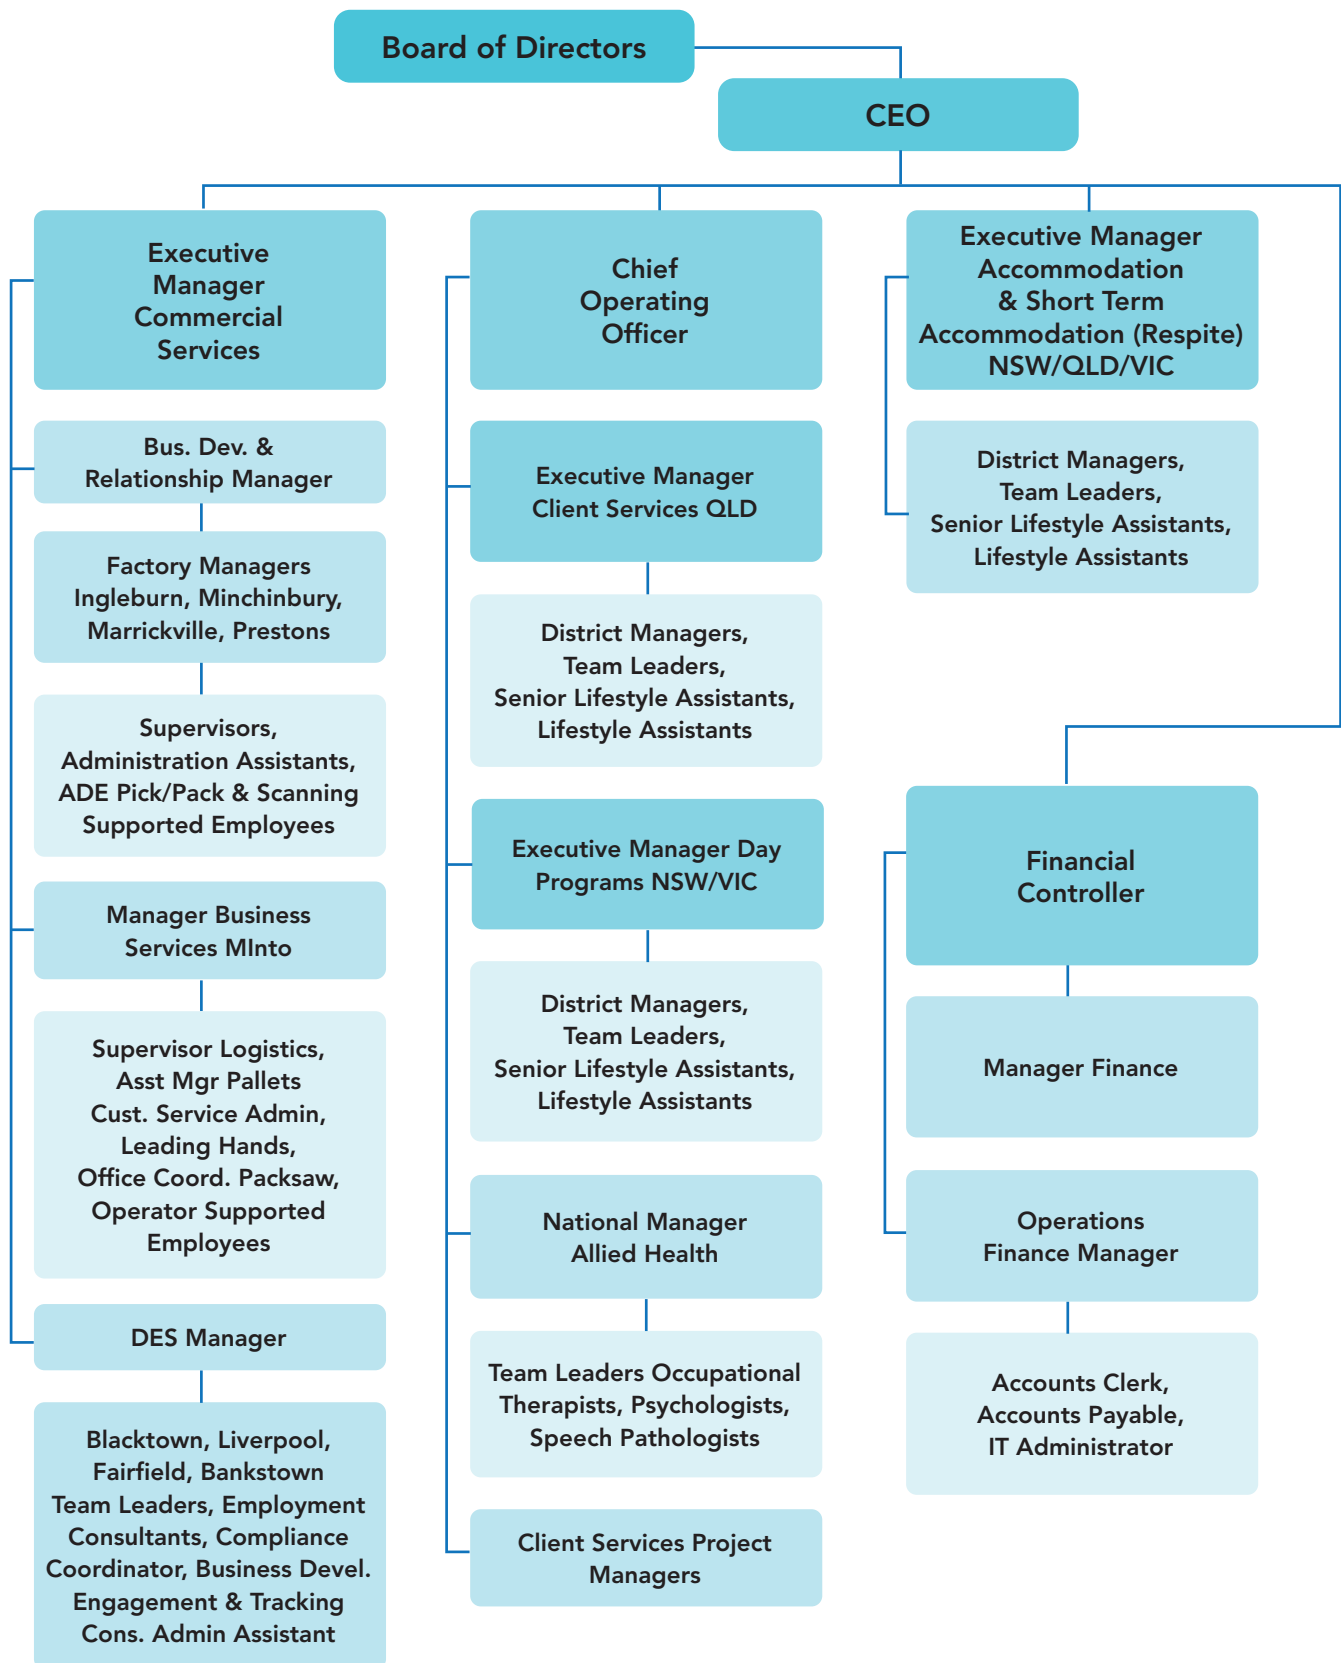 Board of Directors
CEO
Executive
Manager
Commercial
Services
Bus. Dev. &
Relationship Manager
Factory Managers
Ingleburn, Minchinbury,
Marrickville, Prestons
Supervisors,
Administration Assistants,
ADE Pick/Pack & Scanning
Supported Employees
Manager Business
Services MInto
Supervisor Logistics,
Asst Mgr Pallets
Cust. Service Admin,
Leading Hands,
Office Coord. Packsaw,
Operator Supported
Employees
DES Manager
Blacktown, Liverpool,
Fairfield, Bankstown
Team Leaders, Employment
Consultants, Compliance
Coordinator, Business Devel.
Engagement & Tracking
Cons. Admin Assistant
Chief
Operating
Officer
Executive Manager
Client Services QLD
District Managers,
Team Leaders,
Senior Lifestyle Assistants,
Lifestyle Assistants
Executive Manager Day
Programs NSW/VIC
District Managers,
Team Leaders,
Senior Lifestyle Assistants,
Lifestyle Assistants
National Manager
Allied Health
Team Leaders Occupational
Therapists, Psychologists,
Speech Pathologists
Client Services Project
Managers
Executive Manager
Accommodation
& Short Term
Accommodation (Respite)
NSW/QLD/VIC
District Managers,
Team Leaders,
Senior Lifestyle Assistants,
Lifestyle Assistants
Financial
Controller
Manager Finance
Operations
Finance Manager
Accounts Clerk,
Accounts Payable,
IT Administrator